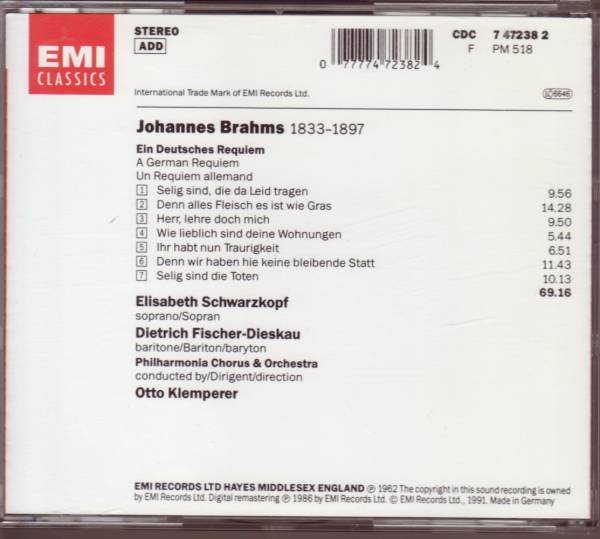 EMI
CLASSICS
STEREO
ADD
CDC 7 47238 2
F PM 518
0 77774 72382 4
International Trade Mark of EMI Records Ltd.
LC 6646
Johannes Brahms 1833-1897
Ein Deutsches Requiem
A German Requiem
Un Requiem allemand
1 Selig sind, die da Leid tragen 9.56
2 Denn alles Fleisch es ist wie Gras 14.28
3 Herr, lehre doch mich 9.50
4 Wie lieblich sind deine Wohnungen 5.44
5 Ihr habt nun Traurigkeit 6.51
6 Denn wir haben hie keine bleibende Statt 11.43
7 Selig sind die Toten 10.13
69.16
Elisabeth Schwarzkopf
soprano/Sopran
Dietrich Fischer-Dieskau
baritone/Bariton/baryton
Philharmonia Chorus & Orchestra
conducted by/Dirigent/direction
Otto Klemperer
EMI RECORDS LTD HAYES MIDDLESEX ENGLAND ℗ 1962 The copyright in this sound recording is owned
by EMI Records Ltd. Digital remastering ℗ 1986 by EMI Records Ltd. © EMI Records Ltd., 1991. Made in Germany